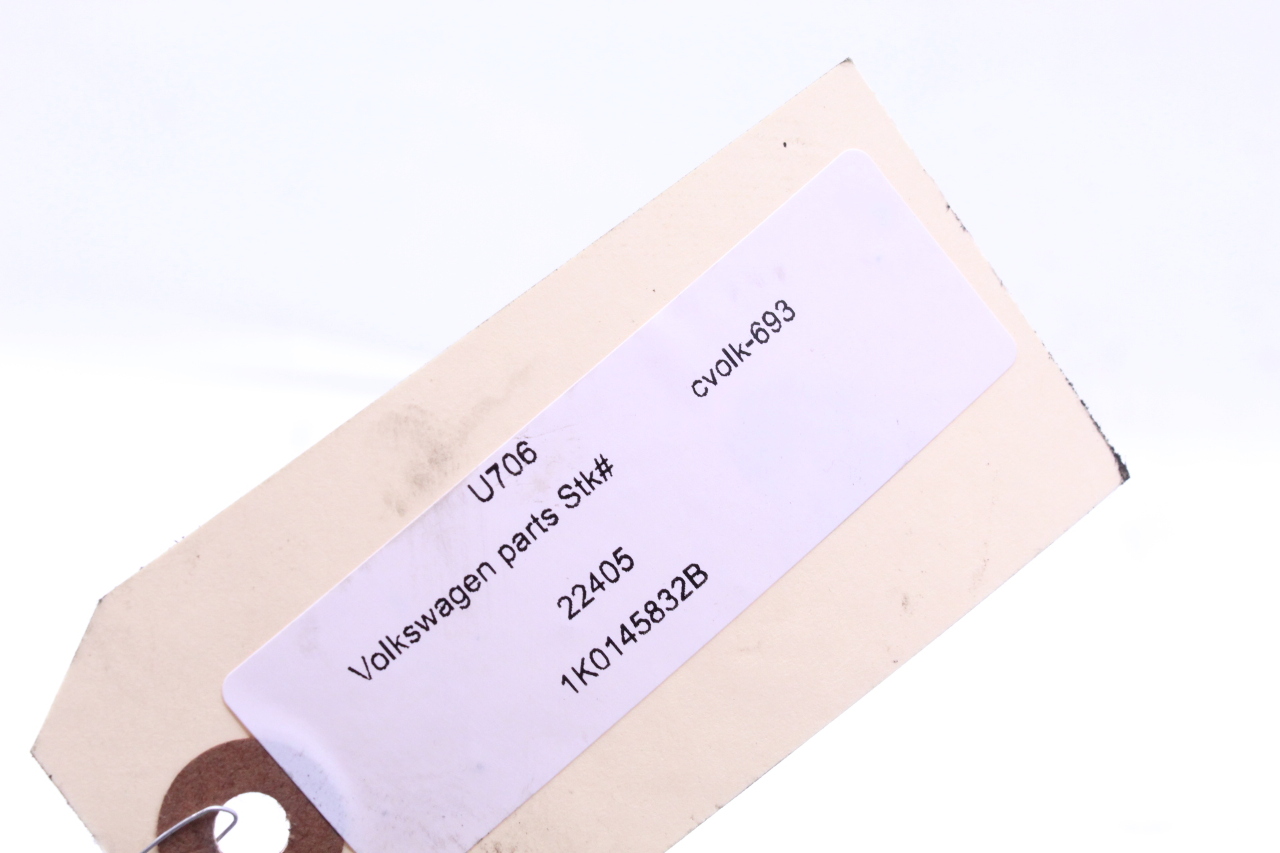 U706 cvolk-693
Volkswagen parts Stk#
22405
1K0145832B